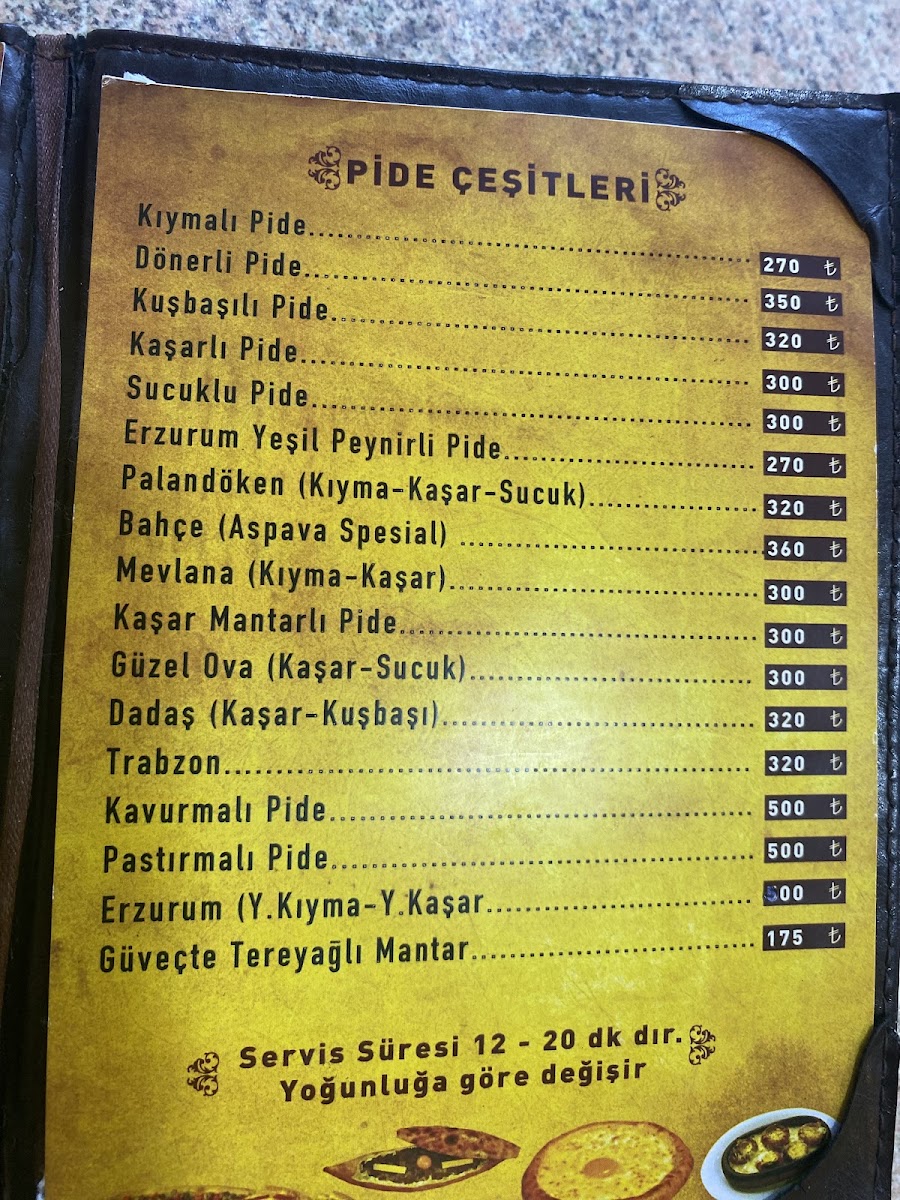 PİDE ÇEŞİTLERİ
Kıymalı Pide 270 ₺
Dönerli Pide 350 ₺
Kuşbaşılı Pide 320 ₺
Kaşarlı Pide 300 ₺
Sucuklu Pide 300 ₺
Erzurum Yeşil Peynirli Pide 270 ₺
Palandöken (Kıyma-Kaşar-Sucuk) 320 ₺
Bahçe (Aspava Spesial) 360 ₺
Mevlana (Kıyma-Kaşar) 300 ₺
Kaşar Mantarlı Pide 300 ₺
Güzel Ova (Kaşar-Sucuk) 300 ₺
Dadaş (Kaşar-Kuşbaşı) 320 ₺
Trabzon 320 ₺
Kavurmalı Pide 500 ₺
Pastırmalı Pide 500 ₺
Erzurum (Y.Kıyma-Y.Kaşar 500 ₺
Güveçte Tereyağlı Mantar 175 ₺
Servis Süresi 12 - 20 dk dır.
Yoğunluğa göre değişir